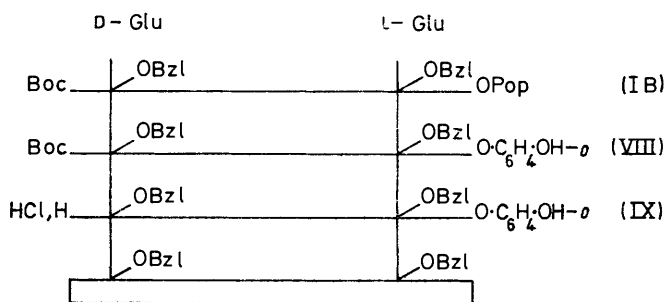 D-Glu L-Glu
OBzl OBzl
Boc OPop (IB)
OBzl OBzl
Boc O·C6H4·OH-o (VIII)
OBzl OBzl
HCl,H O·C6H4·OH-o (IX)
OBzl OBzl